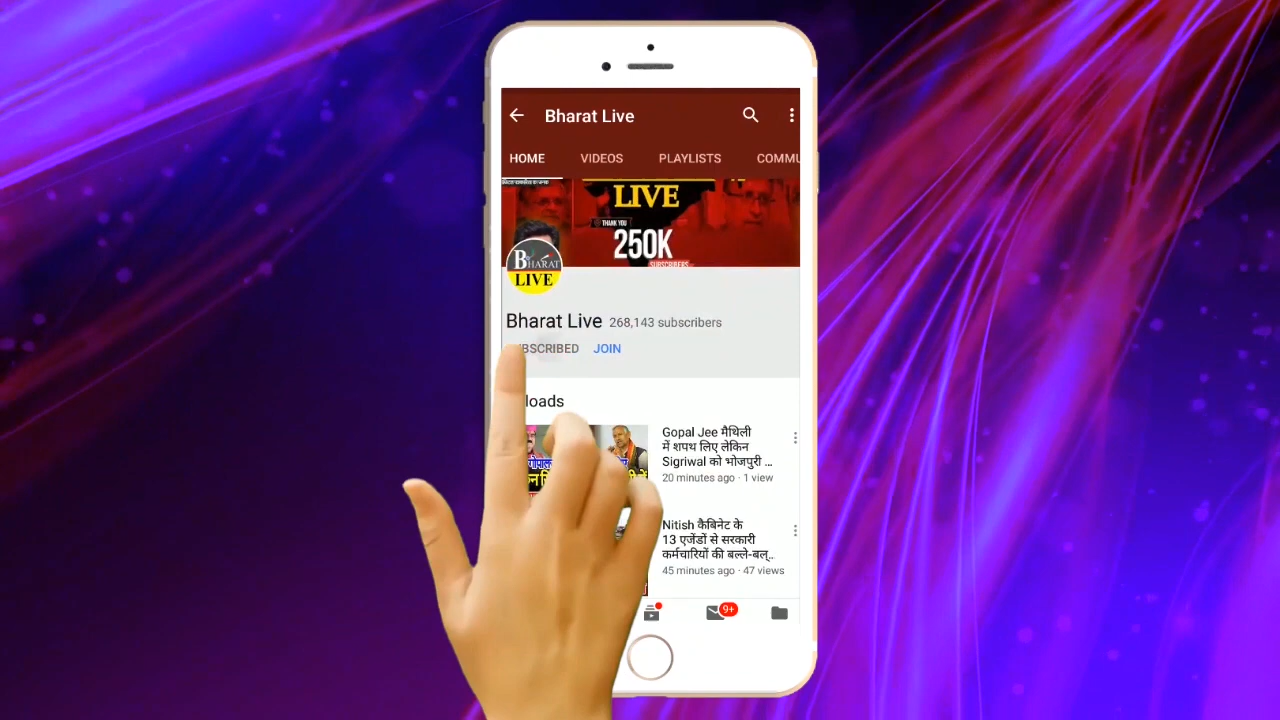 Bharat Live
HOME VIDEOS PLAYLISTS COMMU
LIVE
THANK YOU
250K
SUBSCRIBERS
BHARAT
LIVE
Bharat Live 268,143 subscribers
BSCRIBED JOIN
loads
Gopal Jee मैथिली
में शपथ लिए लेकिन
Sigriwal को भोजपुरी ...
20 minutes ago · 1 view
Nitish कैबिनेट के
13 एजेंडों से सरकारी
कर्मचारियों की बल्ले-बल्..
45 minutes ago · 47 views
9+